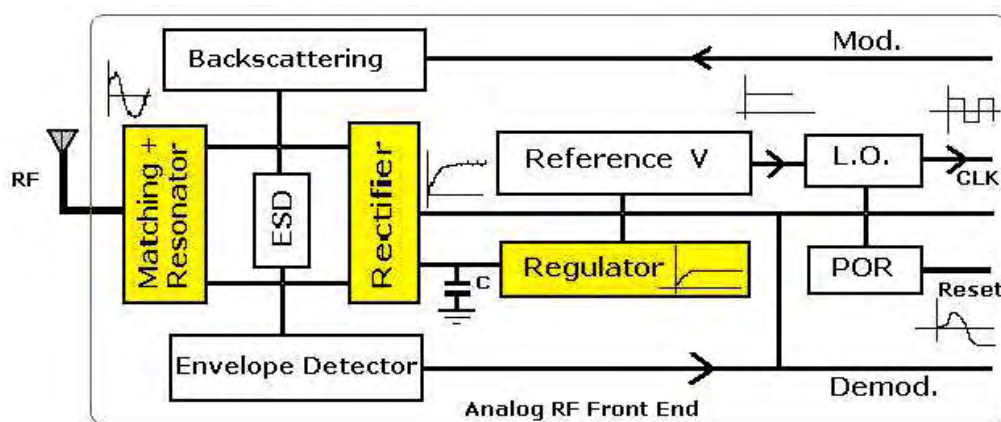 Backscattering
Mod.
RF
Matching +
Resonator
ESD
Rectifier
Reference V
L.O.
CLK
Regulator
C
POR
Reset
Envelope Detector
Demod.
Analog RF Front End